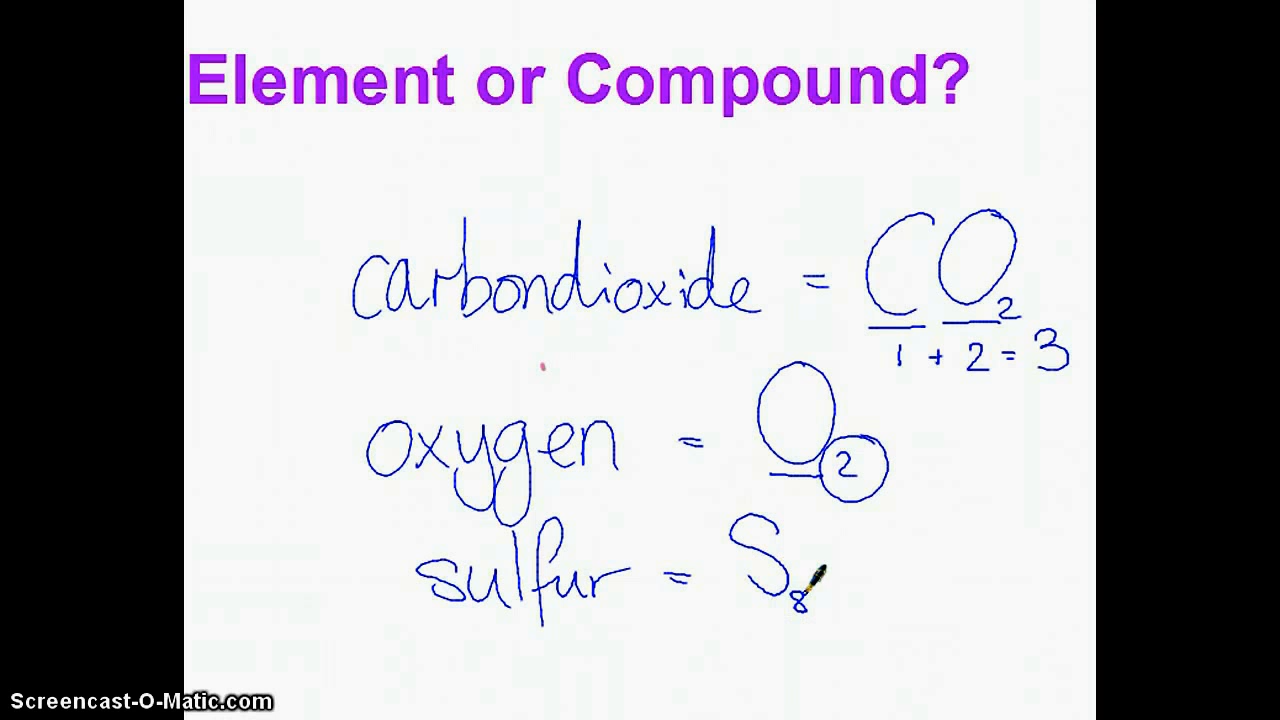 Element or Compound?
carbondioxide = CO₂
1 + 2 = 3
oxygen = O₂
sulfur = S₈
Screencast-O-Matic.com